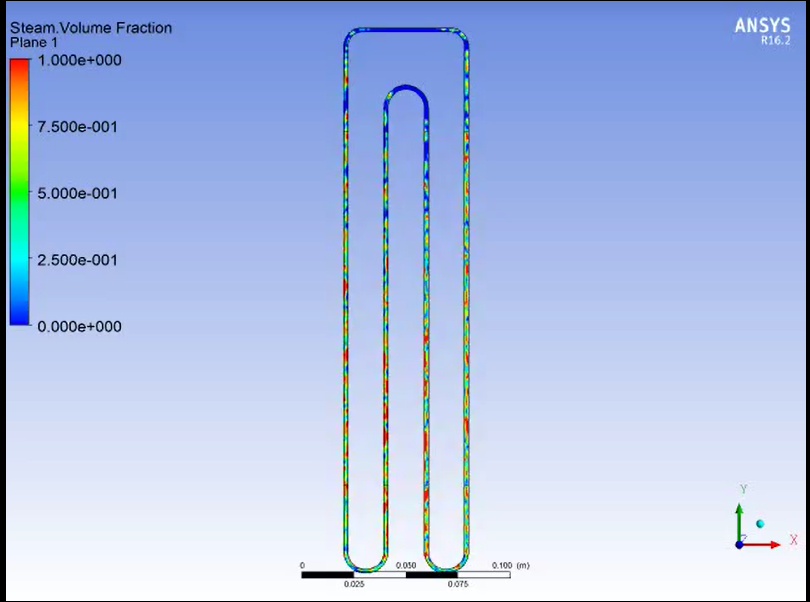 Steam.Volume Fraction
Plane 1
1.000e+000
7.500e-001
5.000e-001
2.500e-001
0.000e+000
ANSYS
R16.2
Y
Z
X
0 0.050 0.100 (m)
0.025 0.075